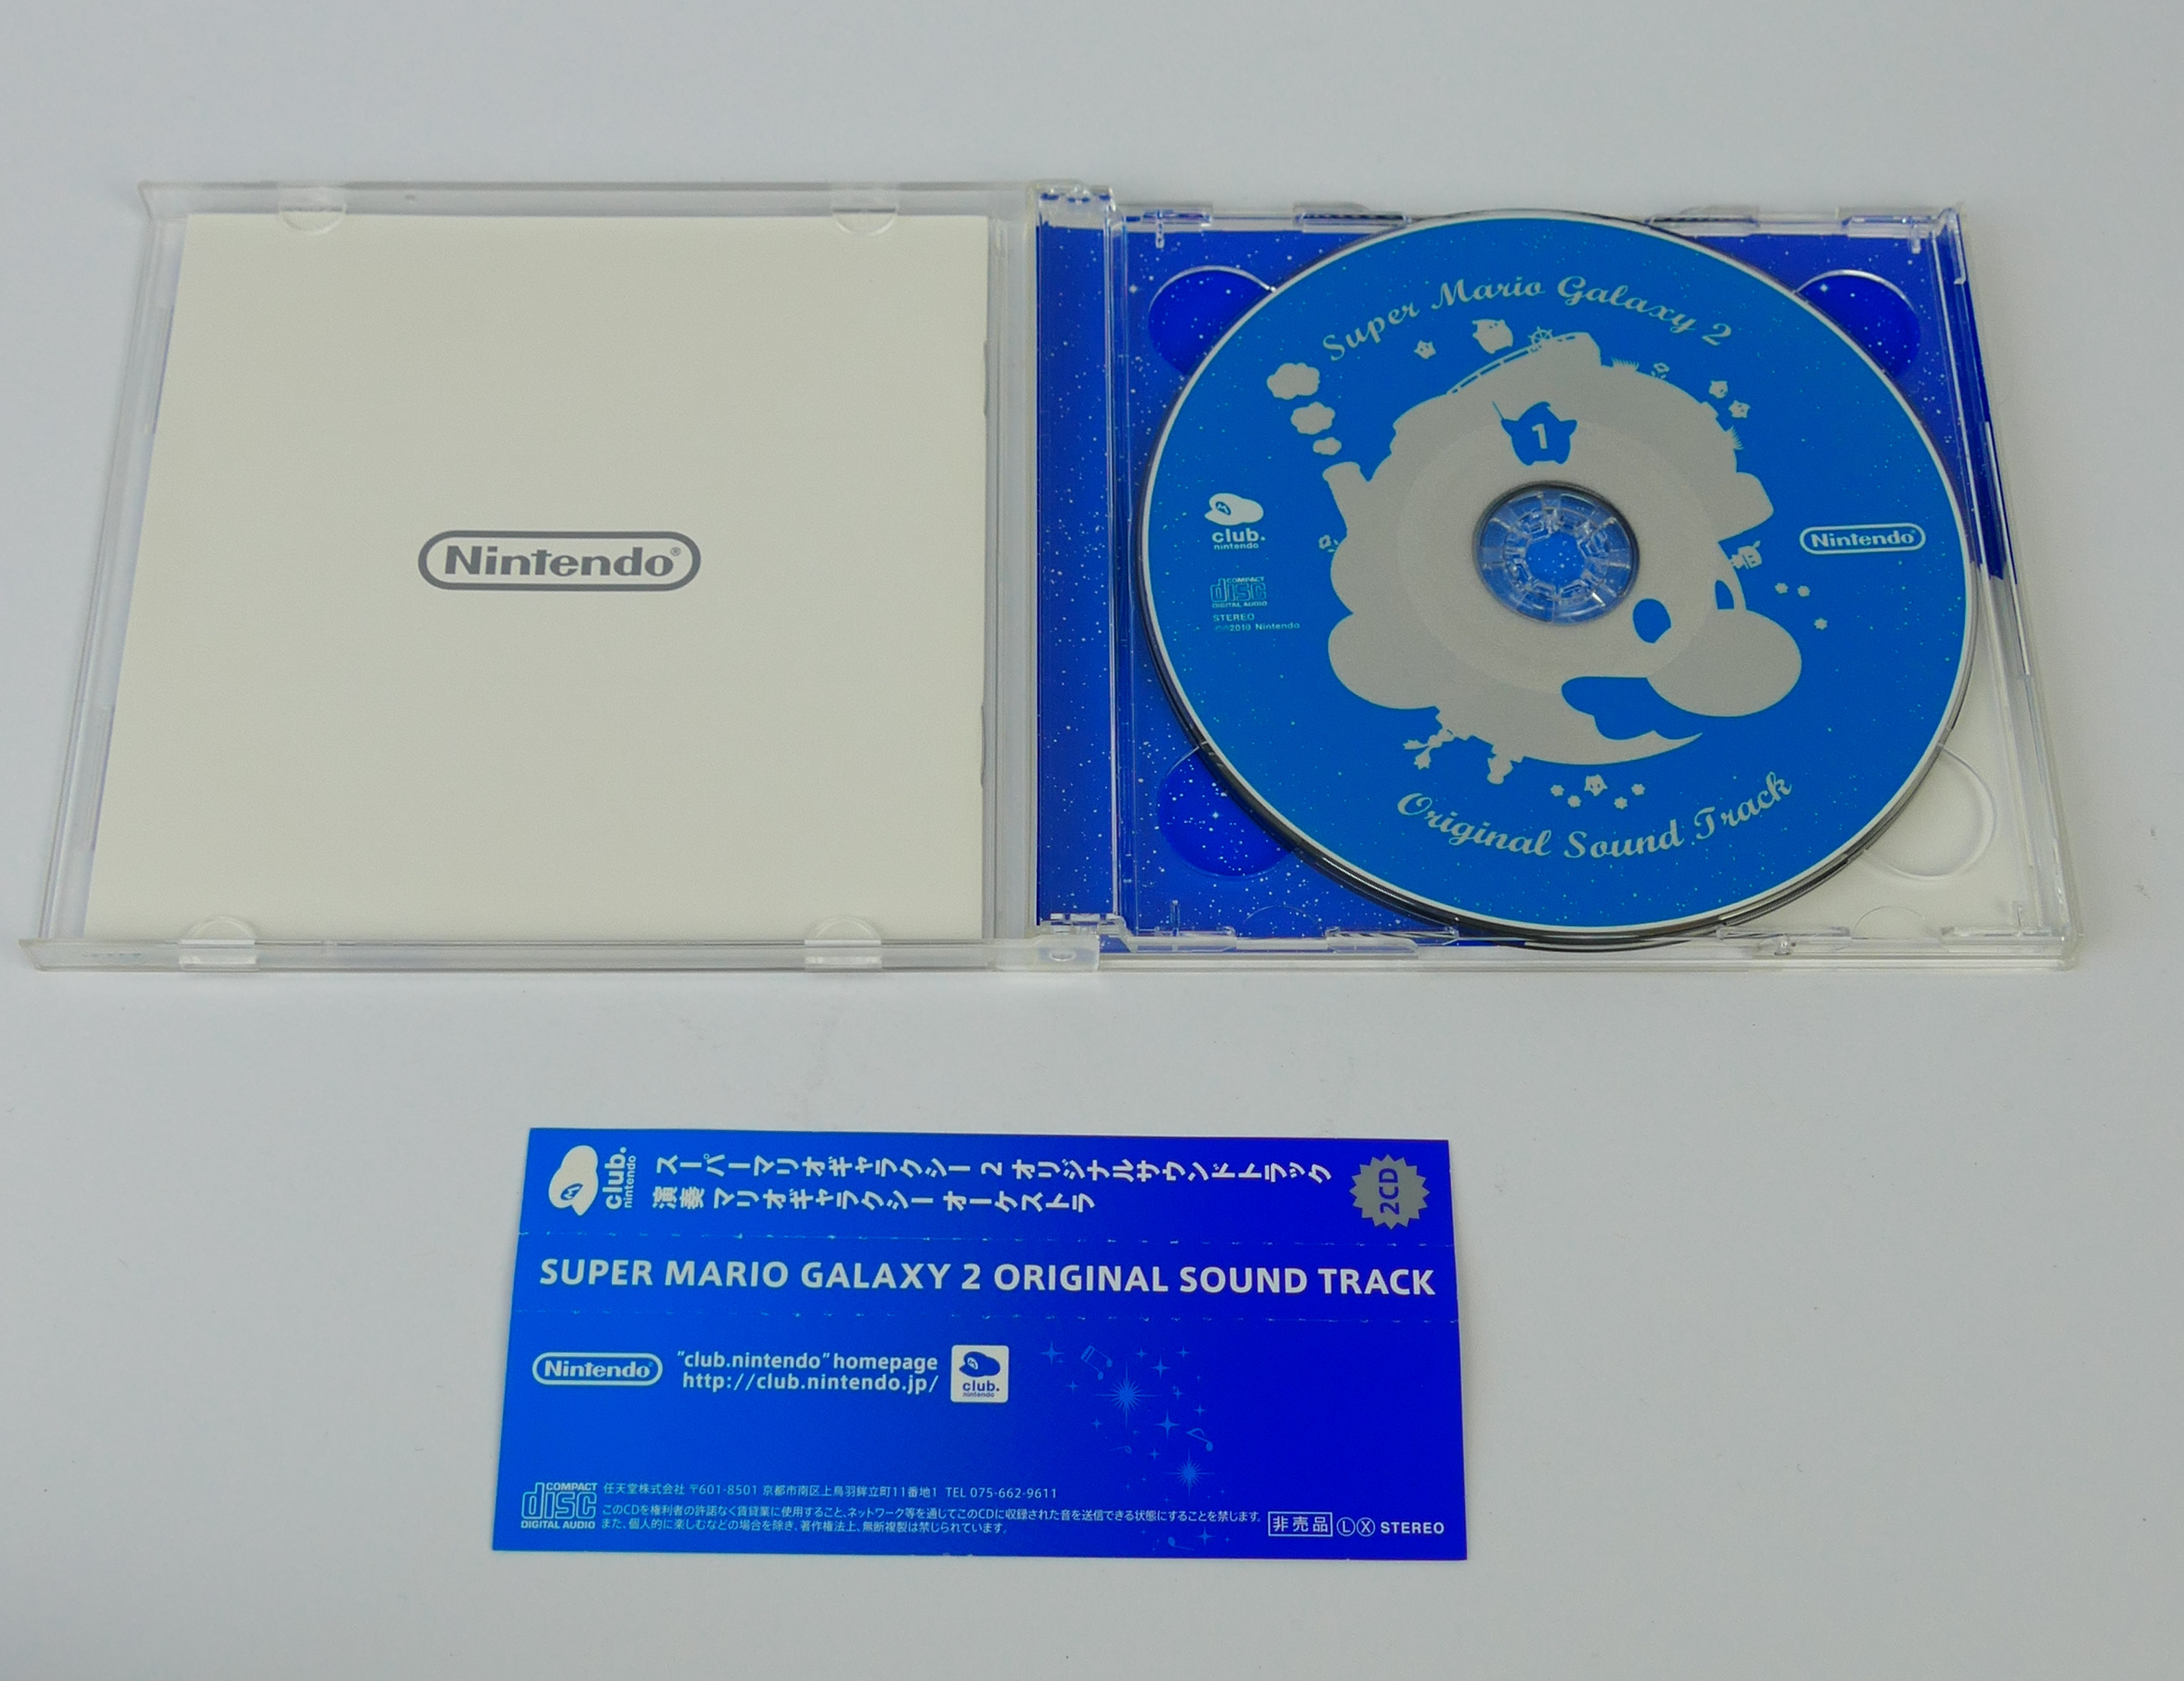 Nintendo®
Super Mario Galaxy 2
1
club.
nintendo
Nintendo®
COMPACT
disc
DIGITAL AUDIO
STEREO
2010 Nintendo
Original Sound Track
club.
nintendo
スーパーマリオギャラクシー 2 オリジナルサウンドトラック
演奏 マリオギャラクシー オーケストラ
2CD
SUPER MARIO GALAXY 2 ORIGINAL SOUND TRACK
Nintendo®
"club.nintendo" homepage
http://club.nintendo.jp/
club.
nintendo
COMPACT
disc
DIGITAL AUDIO
任天堂株式会社 〒601-8501 京都市南区上鳥羽鉾立町11番地1 TEL 075-662-9611
このCDを権利者の許諾なく賃貸業に使用すること、ネットワーク等を通じてこのCDに収録された音を送信できる状態にすることを禁じます。
また、個人的に楽しむなどの場合を除き、著作権法上、無断複製は禁じられています。
非売品 Ⓛ Ⓧ STEREO